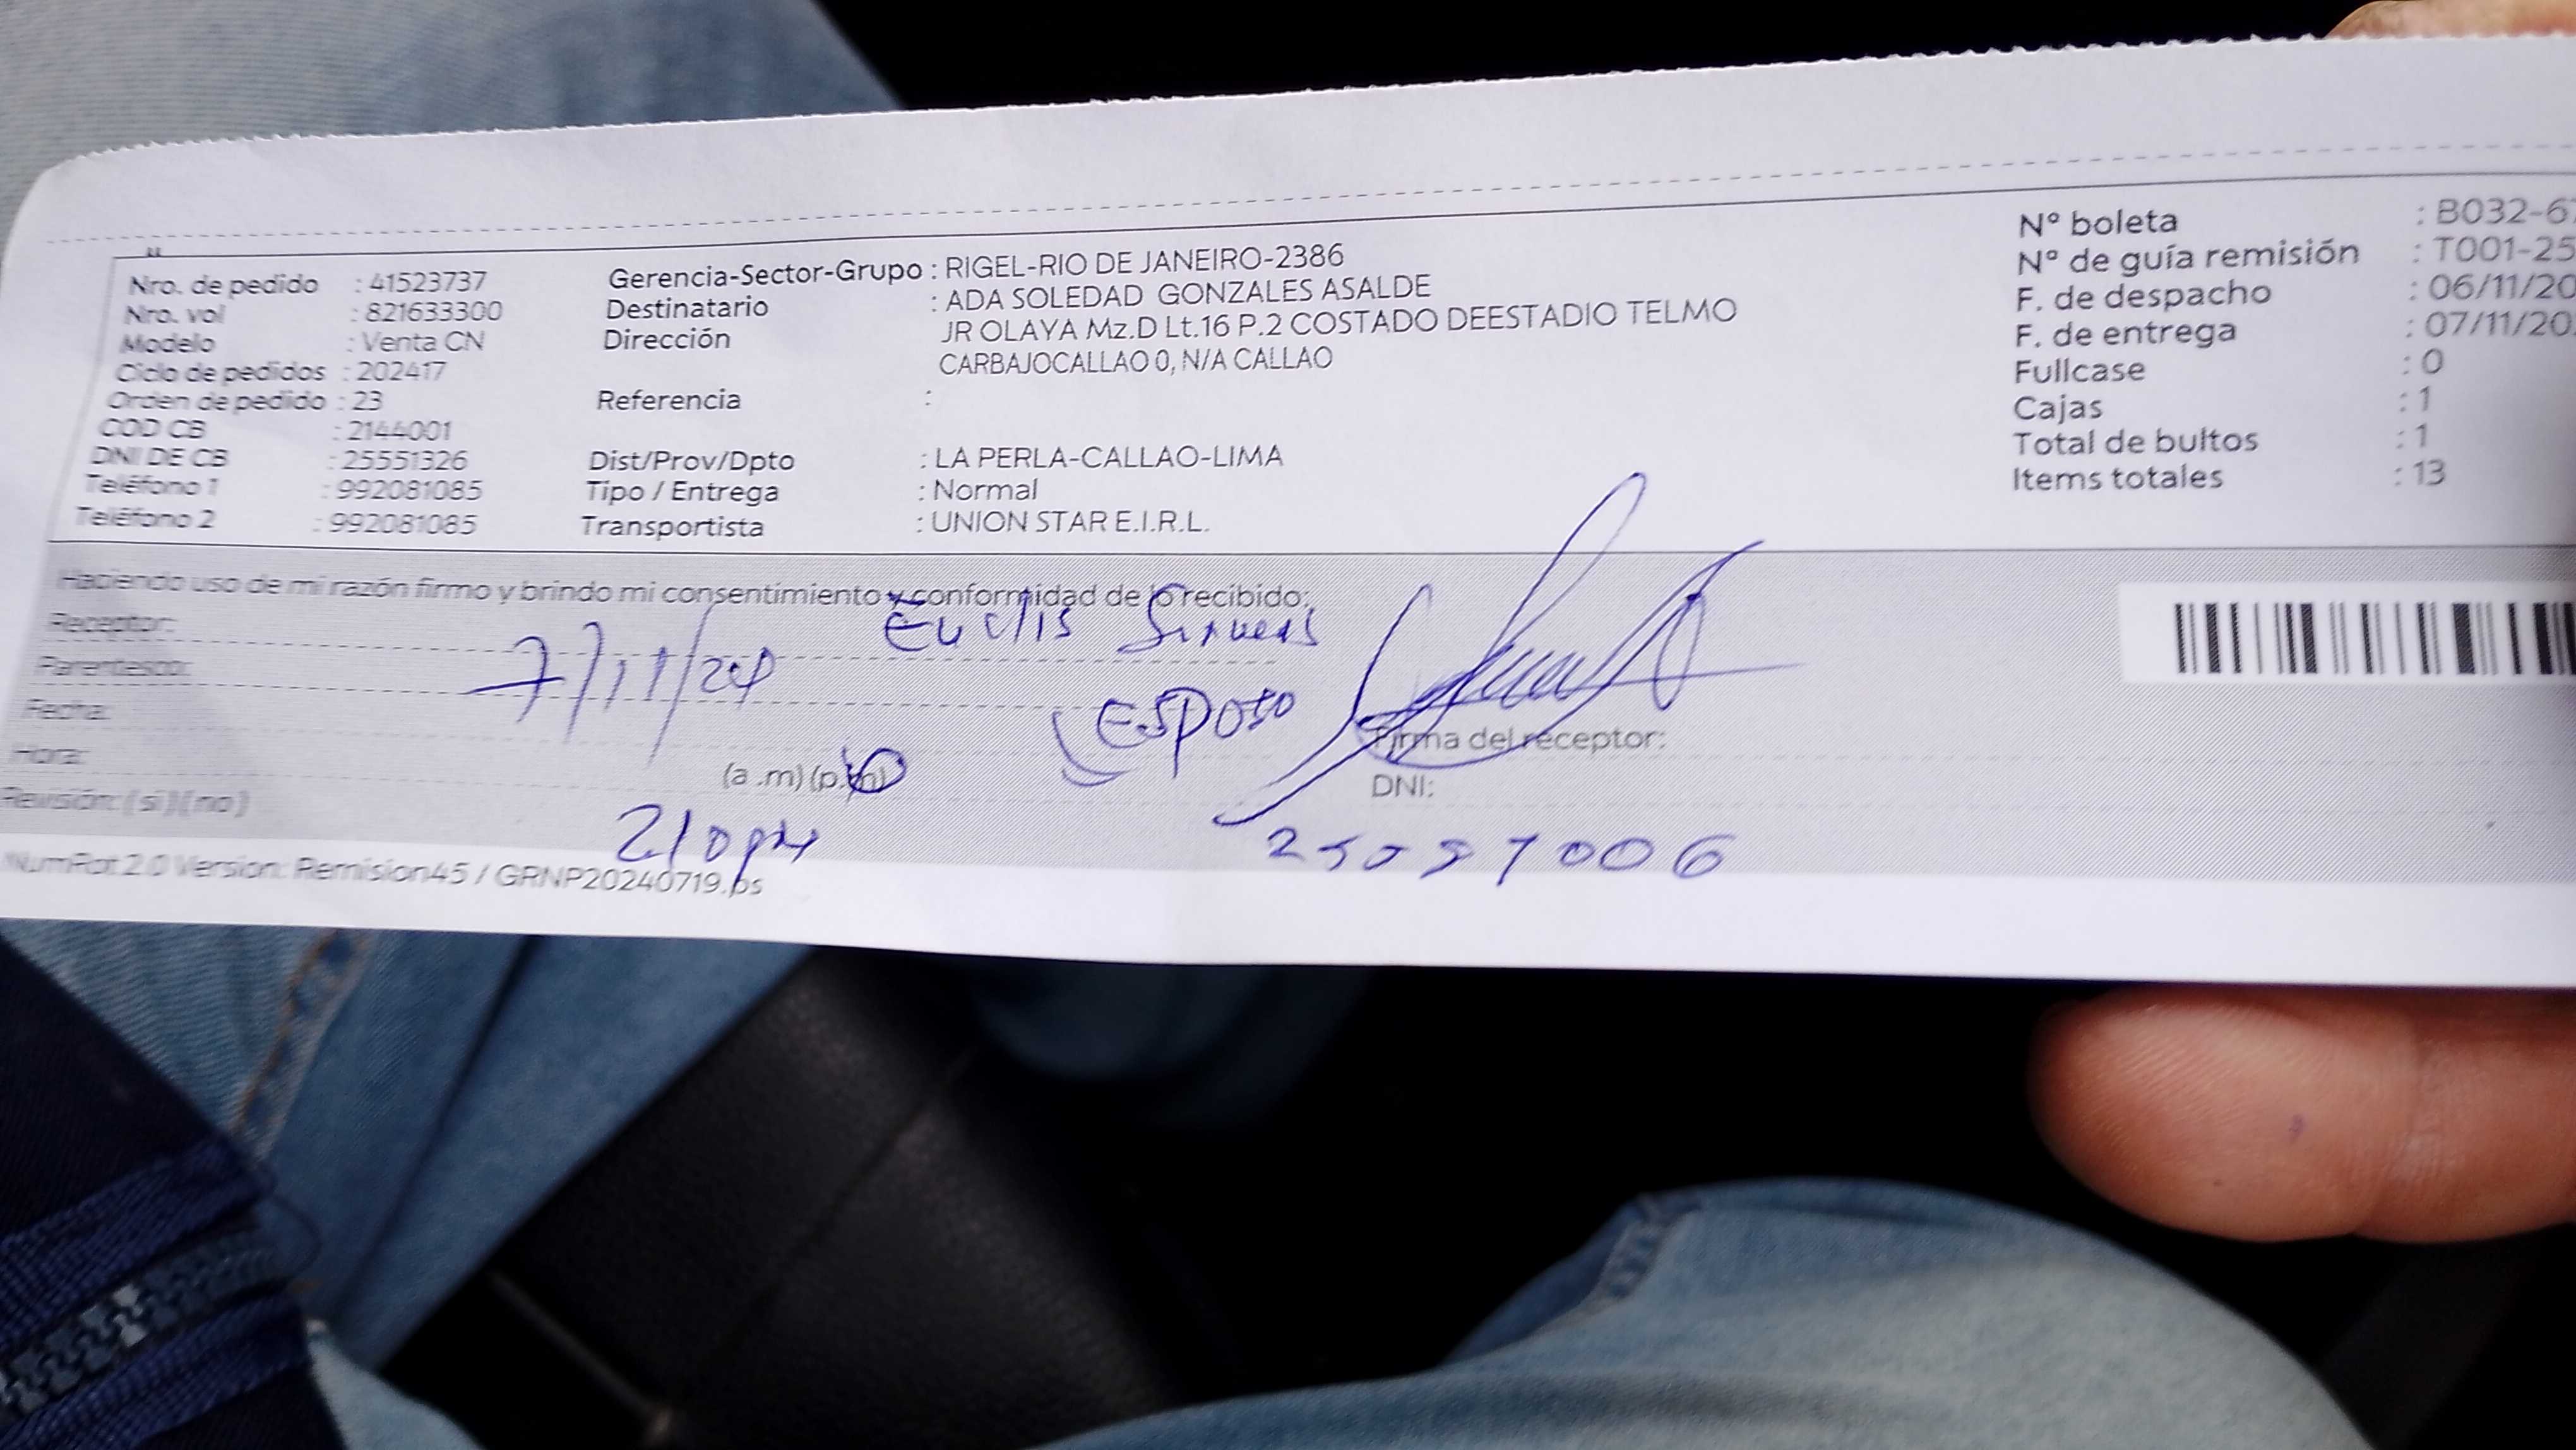 Nro. de pedido : 41523737
Nro. vol : 821633300
Modelo : Venta CN
Ciclo de pedidos : 202417
Orden de pedido : 23
COD CB : 2144001
DNI DE CB : 25551326
Teléfono 1 : 992081085
Teléfono 2 : 992081085
Gerencia-Sector-Grupo : RIGEL-RIO DE JANEIRO-2386
Destinatario : ADA SOLEDAD GONZALES ASALDE
Dirección JR OLAYA Mz.D Lt.16 P.2 COSTADO DEESTADIO TELMO
CARBAJOCALLAO 0, N/A CALLAO
Referencia :
Dist/Prov/Dpto : LA PERLA-CALLAO-LIMA
Tipo / Entrega : Normal
Transportista : UNION STAR E.I.R.L.
N° boleta : B032-6
N° de guía remisión : T001-25
F. de despacho : 06/11/20
F. de entrega : 07/11/20
Fullcase : 0
Cajas : 1
Total de bultos : 1
Items totales : 13
Haciendo uso de mi razón firmo y brindo mi consentimiento y conformidad de lo recibido:
Receptor: Euclis
Parentesco: Esposo
Fecha: 7/11/24
Hora: (a.m) (p.m)
210 pm
Revisión: (si) (no)
Firma del receptor:
DNI:
NumRot 2.0 Version: Remision45 / GRNP20240719.ps